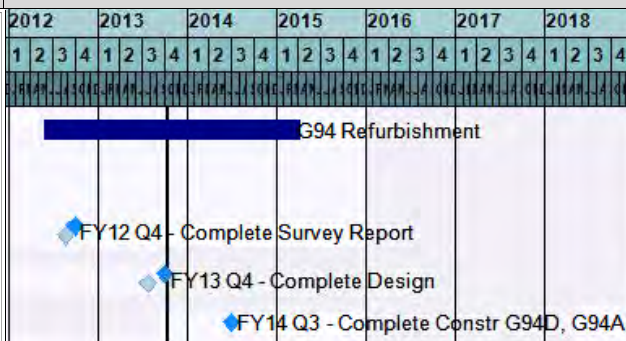 2012 2013 2014 2015 2016 2017 2018
1 2 3 4 1 2 3 4 1 2 3 4 1 2 3 4 1 2 3 4 1 2 3 4 1 2 3 4
G94 Refurbishment
FY12 Q4 - Complete Survey Report
FY13 Q4 - Complete Design
FY14 Q3 - Complete Constr G94D, G94A